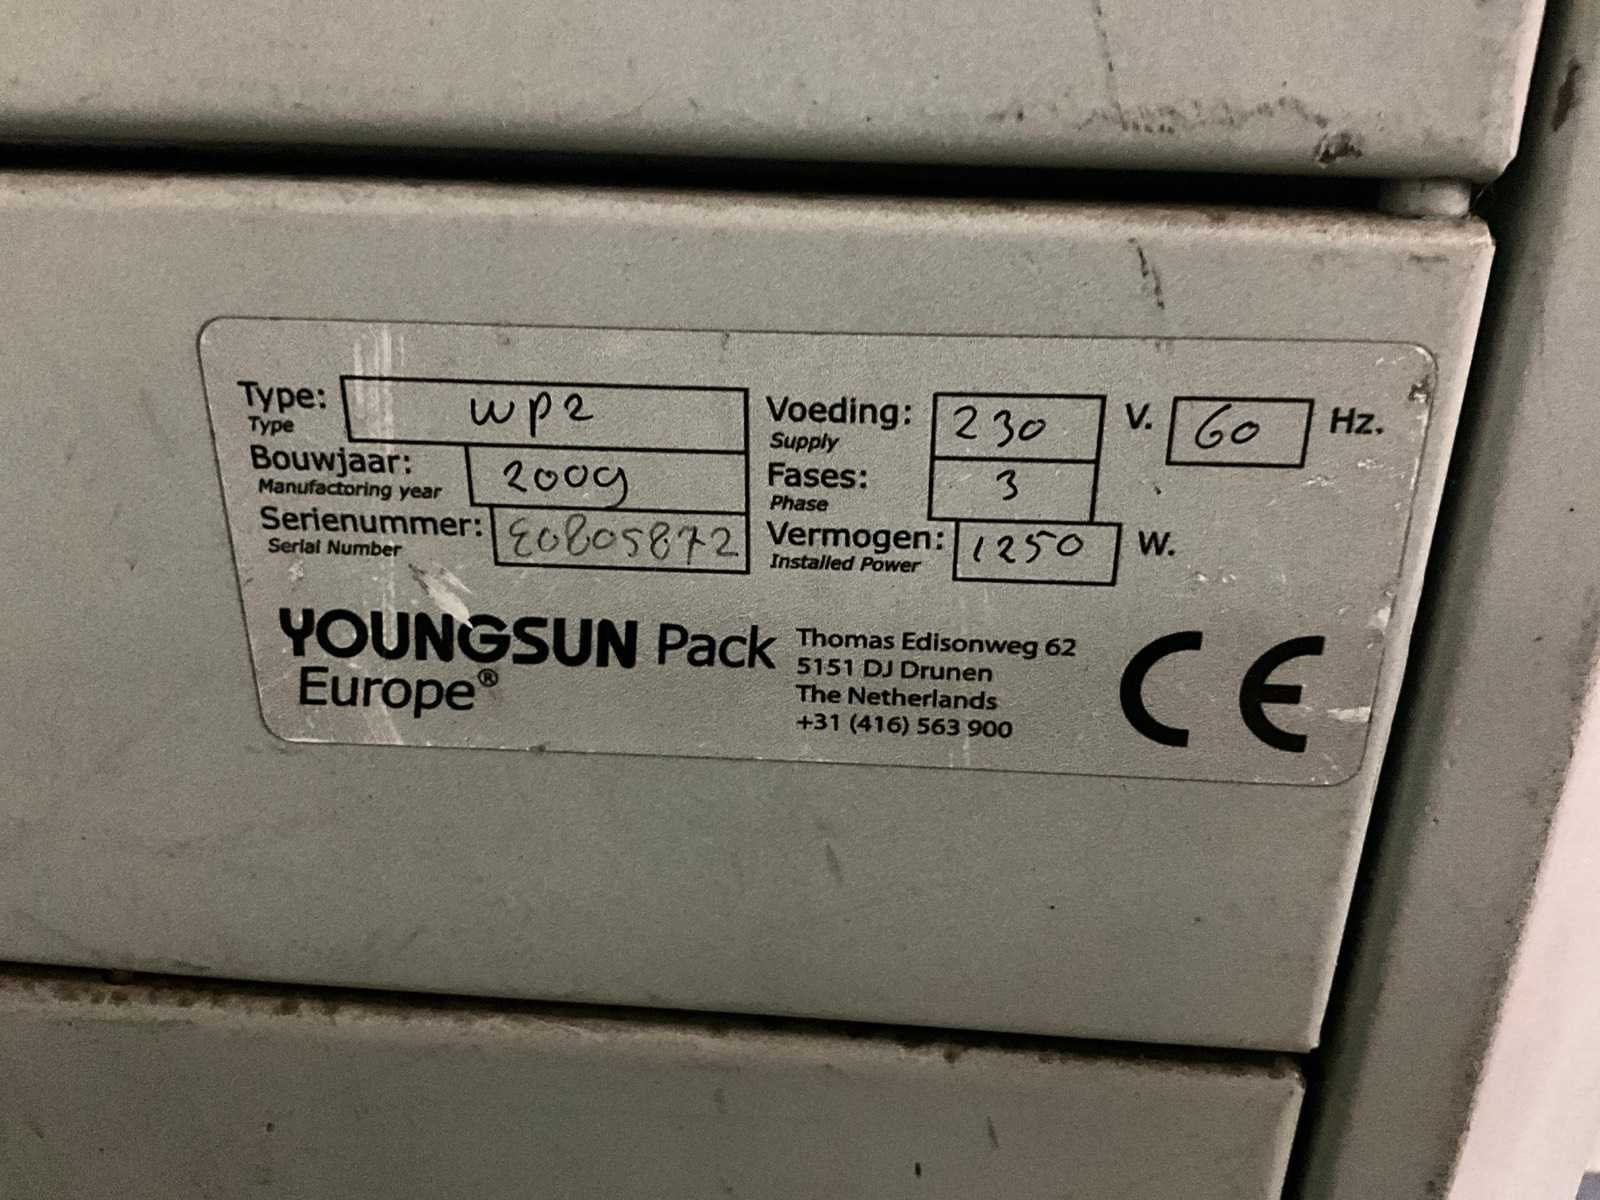 Type: wp2 Voeding: 230 V. 60 Hz.
Type Supply
Bouwjaar: 2009 Fases: 3
Manufactoring year Phase
Serienummer: E0805872 Vermogen: 1250 W.
Serial Number Installed Power
YOUNGSUN Pack
Europe®
Thomas Edisonweg 62
5151 DJ Drunen
The Netherlands
+31 (416) 563 900
CE